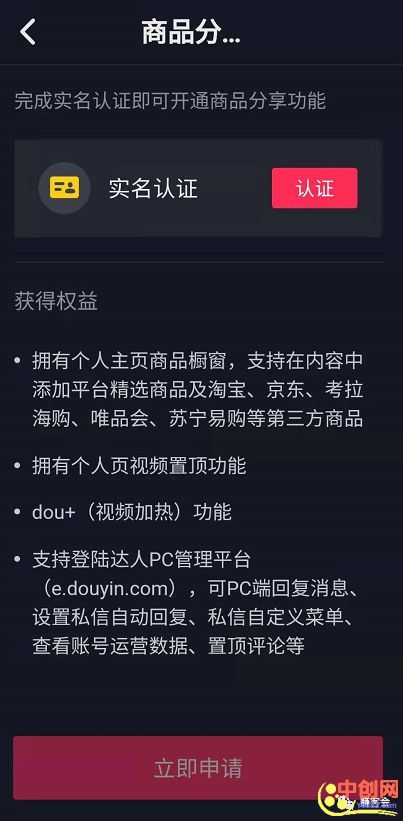 商品分...
完成实名认证即可开通商品分享功能
实名认证
认证
获得权益
• 拥有个人主页商品橱窗，支持在内容中
添加平台精选商品及淘宝、京东、考拉
海购、唯品会、苏宁易购等第三方商品
• 拥有个人页视频置顶功能
• dou+（视频加热）功能
• 支持登陆达人PC管理平台
（e.douyin.com），可PC端回复消息、
设置私信自动回复、私信自定义菜单、
查看账号运营数据、置顶评论等
立即申请
中创网